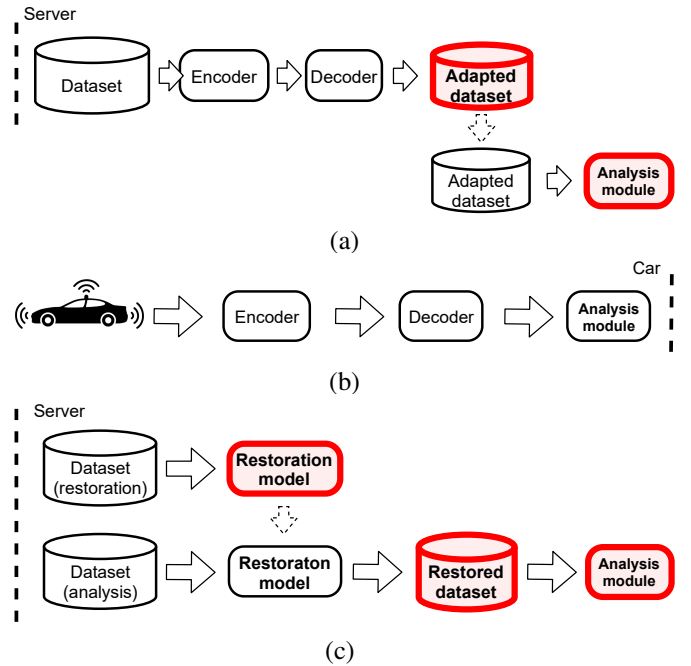 Server
Dataset
Encoder
Decoder
Adapted
dataset
Adapted
dataset
Analysis
module
(a)
Car
Encoder
Decoder
Analysis
module
(b)
Server
Dataset
(restoration)
Restoration
model
Dataset
(analysis)
Restoraton
model
Restored
dataset
Analysis
module
(c)